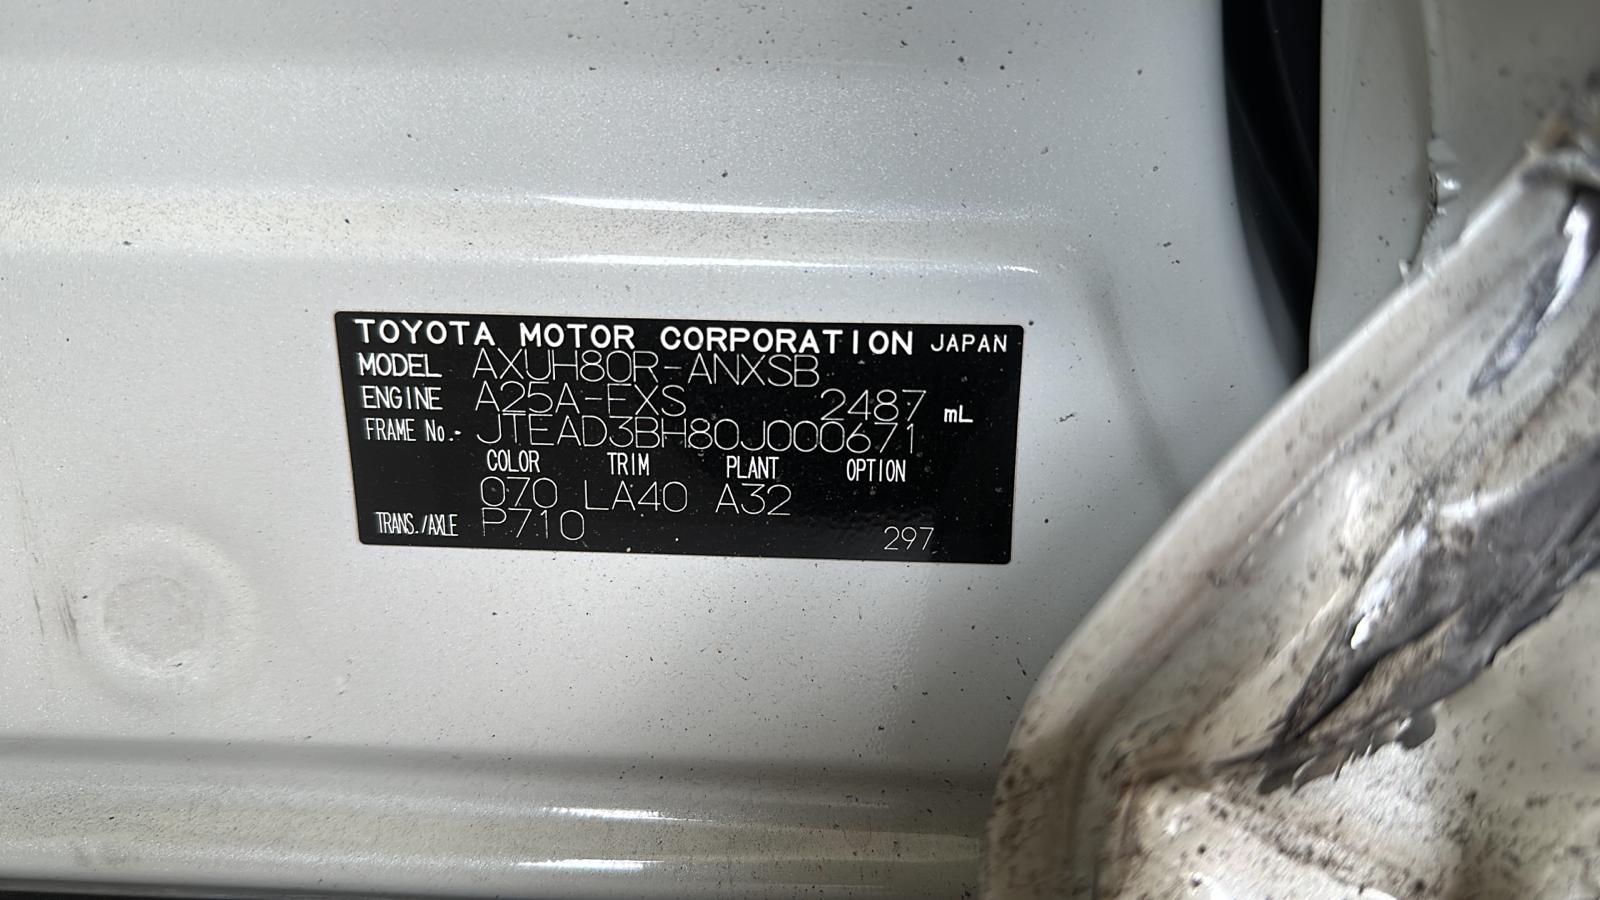 TOYOTA MOTOR CORPORATION JAPAN
MODEL AXUH80R-ANXSB
ENGINE A25A-FXS 2487 mL
FRAME No.- JTEAD3BH80J000671
COLOR TRIM PLANT OPTION
070 LA40 A32
TRANS./AXLE P710 297